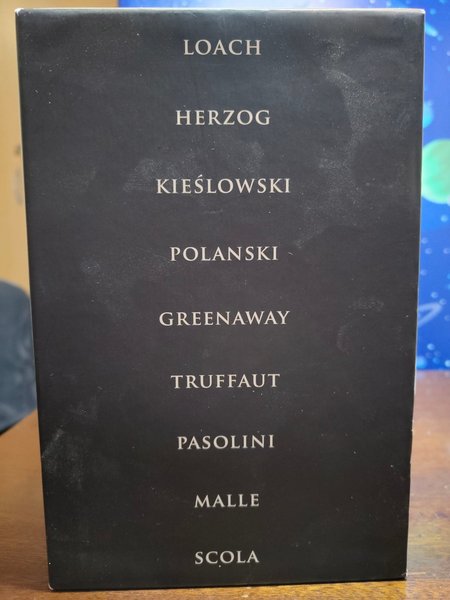 LOACH
HERZOG
KIEŚLOWSKI
POLANSKI
GREENAWAY
TRUFFAUT
PASOLINI
MALLE
SCOLA